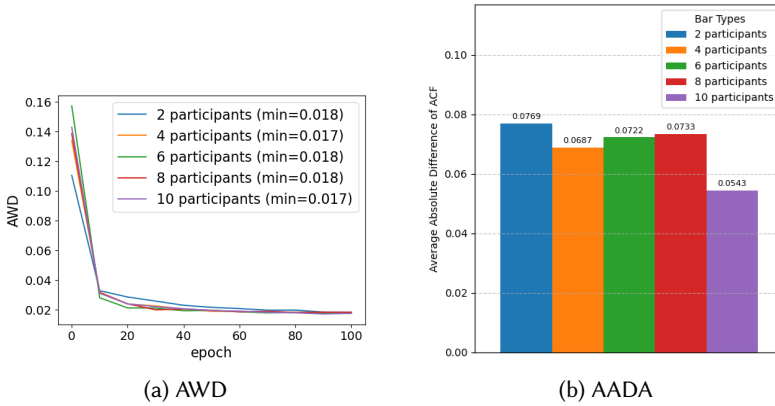 0.16
0.14
0.12
0.10
0.08
0.06
0.04
0.02
AWD
0
20
40
60
80
100
epoch
2 participants (min=0.018)
4 participants (min=0.017)
6 participants (min=0.018)
8 participants (min=0.018)
10 participants (min=0.017)
(a) AWD
0.10
0.08
0.06
0.04
0.02
0.00
Average Absolute Difference of ACF
Bar Types
2 participants
4 participants
6 participants
8 participants
10 participants
0.0769
0.0687
0.0722
0.0733
0.0543
(b) AADA